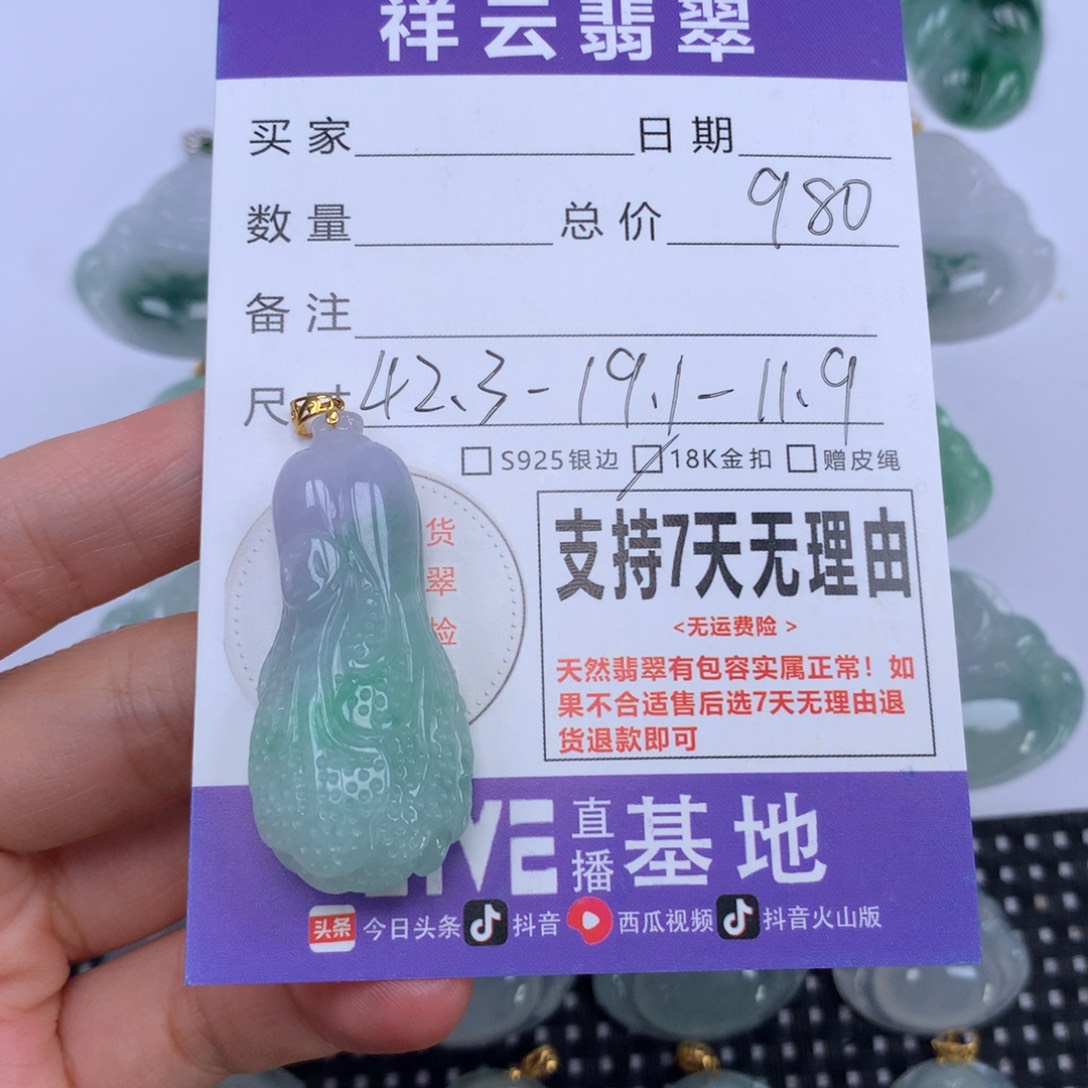 祥云翡翠
买家 日期
数量 总价 980
备注
尺寸 42.3-19.1-11.9
S925银边 18K金扣 赠皮绳
货
翠
检
支持7天无理由
<无运费险 >
天然翡翠有包容实属正常！如
果不合适售后选7天无理由退
货退款即可
LIVE 直播 基地
头条 今日头条 抖音 西瓜视频 抖音火山版